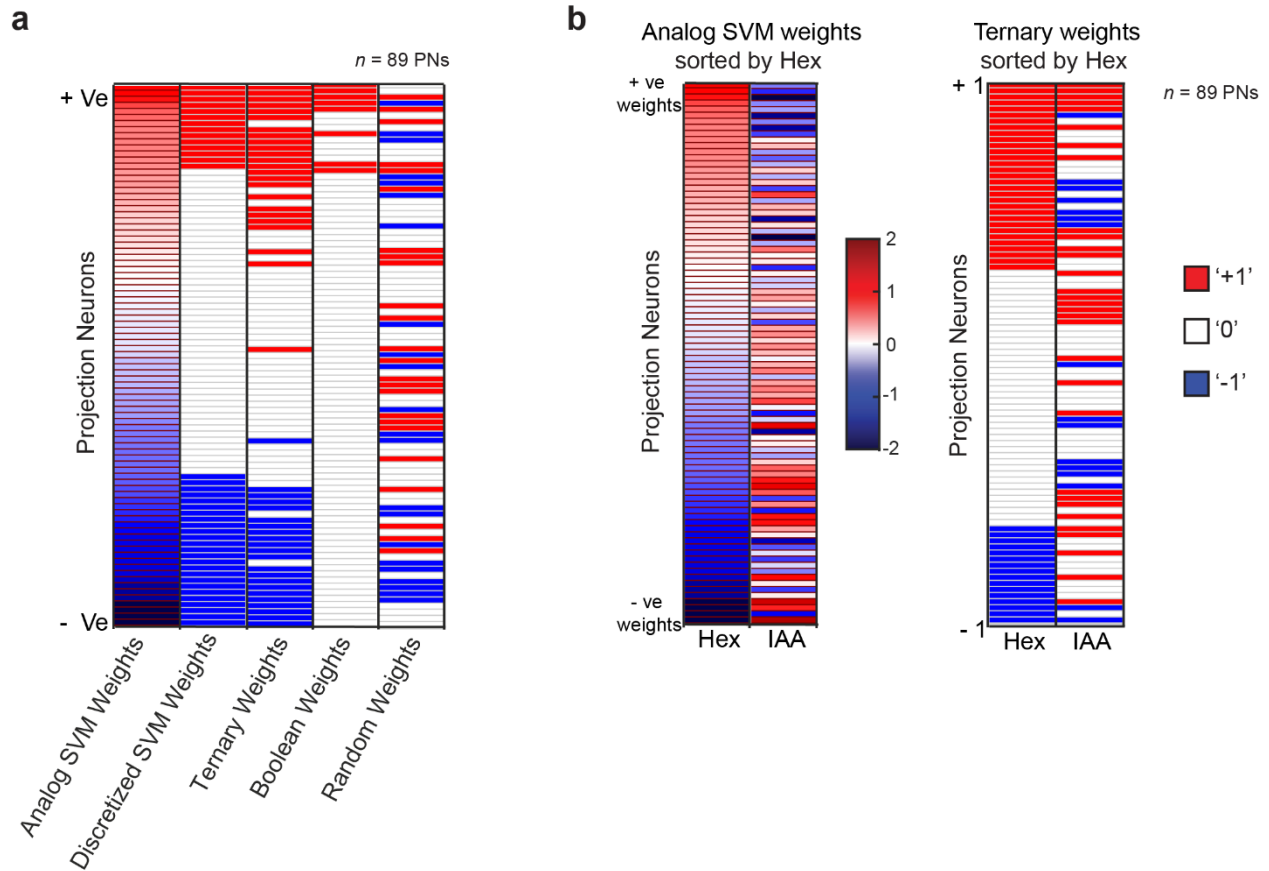 a
n = 89 PNs
+ Ve
Projection Neurons
- Ve
Analog SVM Weights
Discretized SVM Weights
Ternary Weights
Boolean Weights
Random Weights
b
Analog SVM weights
sorted by Hex
+ ve
weights
Projection Neurons
- ve
weights
Hex
IAA
2
1
0
-1
-2
Ternary weights
sorted by Hex
+ 1
n = 89 PNs
Projection Neurons
- 1
Hex
IAA
‘+1’
‘0’
‘-1’